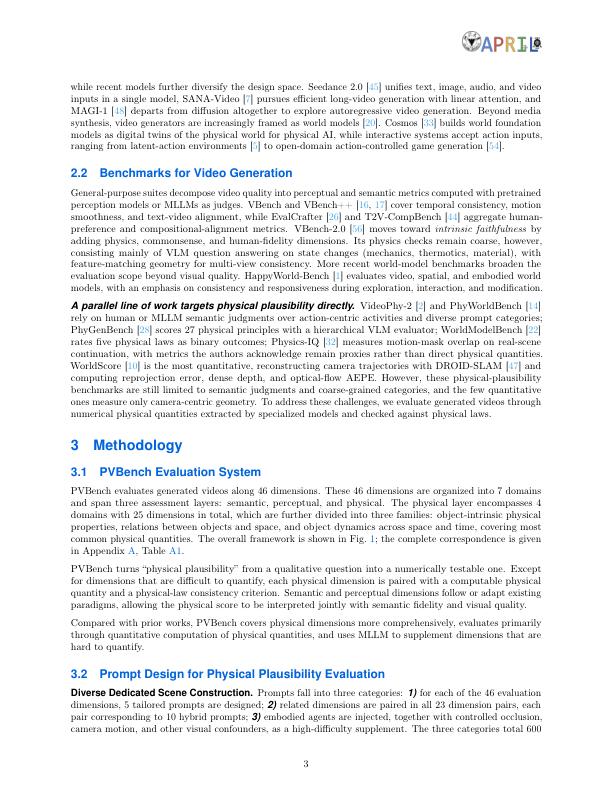 APRIL
while recent models further diversify the design space. Seedance 2.0 [45] unifies text, image, audio, and video
inputs in a single model, SANA-Video [7] pursues efficient long-video generation with linear attention, and
MAGI-1 [48] departs from diffusion altogether to explore autoregressive video generation. Beyond media
synthesis, video generators are increasingly framed as world models [20]. Cosmos [33] builds world foundation
models as digital twins of the physical world for physical AI, while interactive systems accept action inputs,
ranging from latent-action environments [5] to open-domain action-controlled game generation [54].
2.2 Benchmarks for Video Generation
General-purpose suites decompose video quality into perceptual and semantic metrics computed with pretrained
perception models or MLLMs as judges. VBench and VBench++ [16, 17] cover temporal consistency, motion
smoothness, and text-video alignment, while EvalCrafter [26] and T2V-CompBench [44] aggregate human-
preference and compositional-alignment metrics. VBench-2.0 [56] moves toward intrinsic faithfulness by
adding physics, commonsense, and human-fidelity dimensions. Its physics checks remain coarse, however,
consisting mainly of VLM question answering on state changes (mechanics, thermotics, material), with
feature-matching geometry for multi-view consistency. More recent world-model benchmarks broaden the
evaluation scope beyond visual quality. HappyWorld-Bench [1] evaluates video, spatial, and embodied world
models, with an emphasis on consistency and responsiveness during exploration, interaction, and modification.
A parallel line of work targets physical plausibility directly. VideoPhy-2 [2] and PhyWorldBench [14]
rely on human or MLLM semantic judgments over action-centric activities and diverse prompt categories;
PhyGenBench [28] scores 27 physical principles with a hierarchical VLM evaluator; WorldModelBench [22]
rates five physical laws as binary outcomes; Physics-IQ [32] measures motion-mask overlap on real-scene
continuation, with metrics the authors acknowledge remain proxies rather than direct physical quantities.
WorldScore [10] is the most quantitative, reconstructing camera trajectories with DROID-SLAM [47] and
computing reprojection error, dense depth, and optical-flow AEPE. However, these physical-plausibility
benchmarks are still limited to semantic judgments and coarse-grained categories, and the few quantitative
ones measure only camera-centric geometry. To address these challenges, we evaluate generated videos through
numerical physical quantities extracted by specialized models and checked against physical laws.
3 Methodology
3.1 PVBench Evaluation System
PVBench evaluates generated videos along 46 dimensions. These 46 dimensions are organized into 7 domains
and span three assessment layers: semantic, perceptual, and physical. The physical layer encompasses 4
domains with 25 dimensions in total, which are further divided into three families: object-intrinsic physical
properties, relations between objects and space, and object dynamics across space and time, covering most
common physical quantities. The overall framework is shown in Fig. 1; the complete correspondence is given
in Appendix A, Table A1.
PVBench turns “physical plausibility” from a qualitative question into a numerically testable one. Except
for dimensions that are difficult to quantify, each physical dimension is paired with a computable physical
quantity and a physical-law consistency criterion. Semantic and perceptual dimensions follow or adapt existing
paradigms, allowing the physical score to be interpreted jointly with semantic fidelity and visual quality.
Compared with prior works, PVBench covers physical dimensions more comprehensively, evaluates primarily
through quantitative computation of physical quantities, and uses MLLM to supplement dimensions that are
hard to quantify.
3.2 Prompt Design for Physical Plausibility Evaluation
Diverse Dedicated Scene Construction. Prompts fall into three categories: 1) for each of the 46 evaluation
dimensions, 5 tailored prompts are designed; 2) related dimensions are paired in all 23 dimension pairs, each
pair corresponding to 10 hybrid prompts; 3) embodied agents are injected, together with controlled occlusion,
camera motion, and other visual confounders, as a high-difficulty supplement. The three categories total 600
3